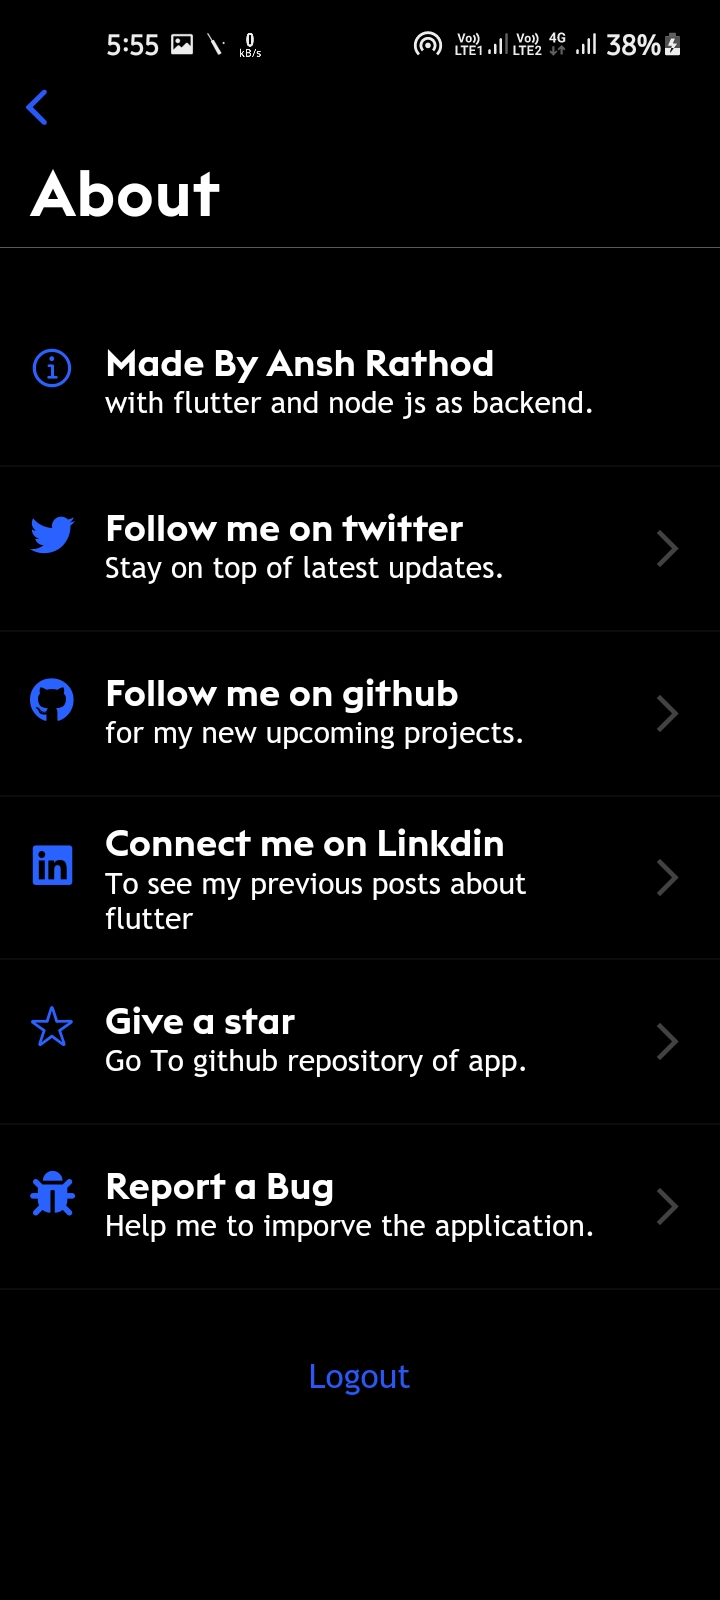 5:55 0 kB/s Vo)) LTE1 Vo)) LTE2 4G 38%
About
Made By Ansh Rathod
with flutter and node js as backend.
Follow me on twitter
Stay on top of latest updates.
Follow me on github
for my new upcoming projects.
Connect me on Linkdin
in
To see my previous posts about
flutter
Give a star
Go To github repository of app.
Report a Bug
Help me to imporve the application.
Logout